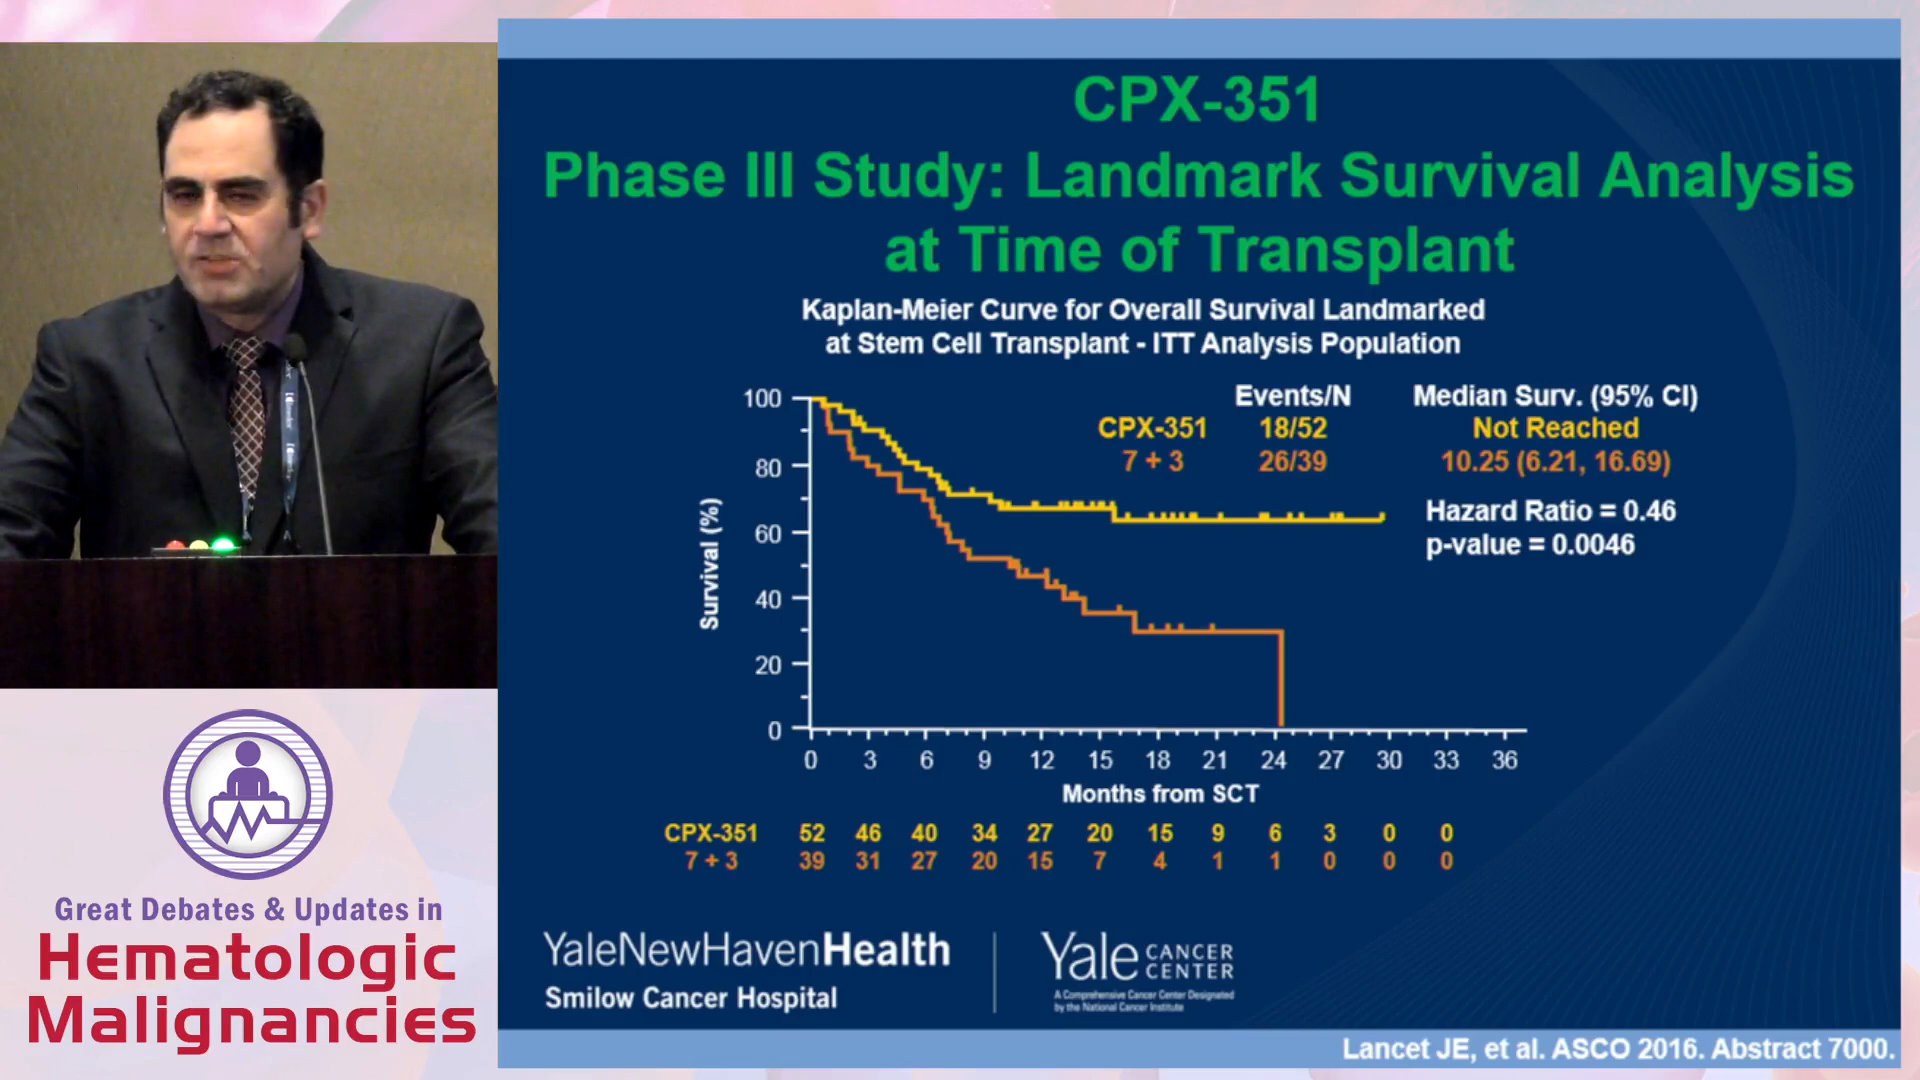 CPX-351
Phase III Study: Landmark Survival Analysis
at Time of Transplant
Kaplan-Meier Curve for Overall Survival Landmarked
at Stem Cell Transplant - ITT Analysis Population
Events/N Median Surv. (95% CI)
CPX-351 18/52 Not Reached
7 + 3 26/39 10.25 (6.21, 16.69)
Hazard Ratio = 0.46
p-value = 0.0046
Survival (%)
100
80
60
40
20
0
0 3 6 9 12 15 18 21 24 27 30 33 36
Months from SCT
CPX-351 52 46 40 34 27 20 15 9 6 3 0 0
7 + 3 39 31 27 20 15 7 4 1 1 0 0 0
YaleNewHavenHealth
Smilow Cancer Hospital
Yale CANCER CENTER
A Comprehensive Cancer Center Designated
by the National Cancer Institute
Lancet JE, et al. ASCO 2016. Abstract 7000.
Great Debates & Updates in
Hematologic
Malignancies